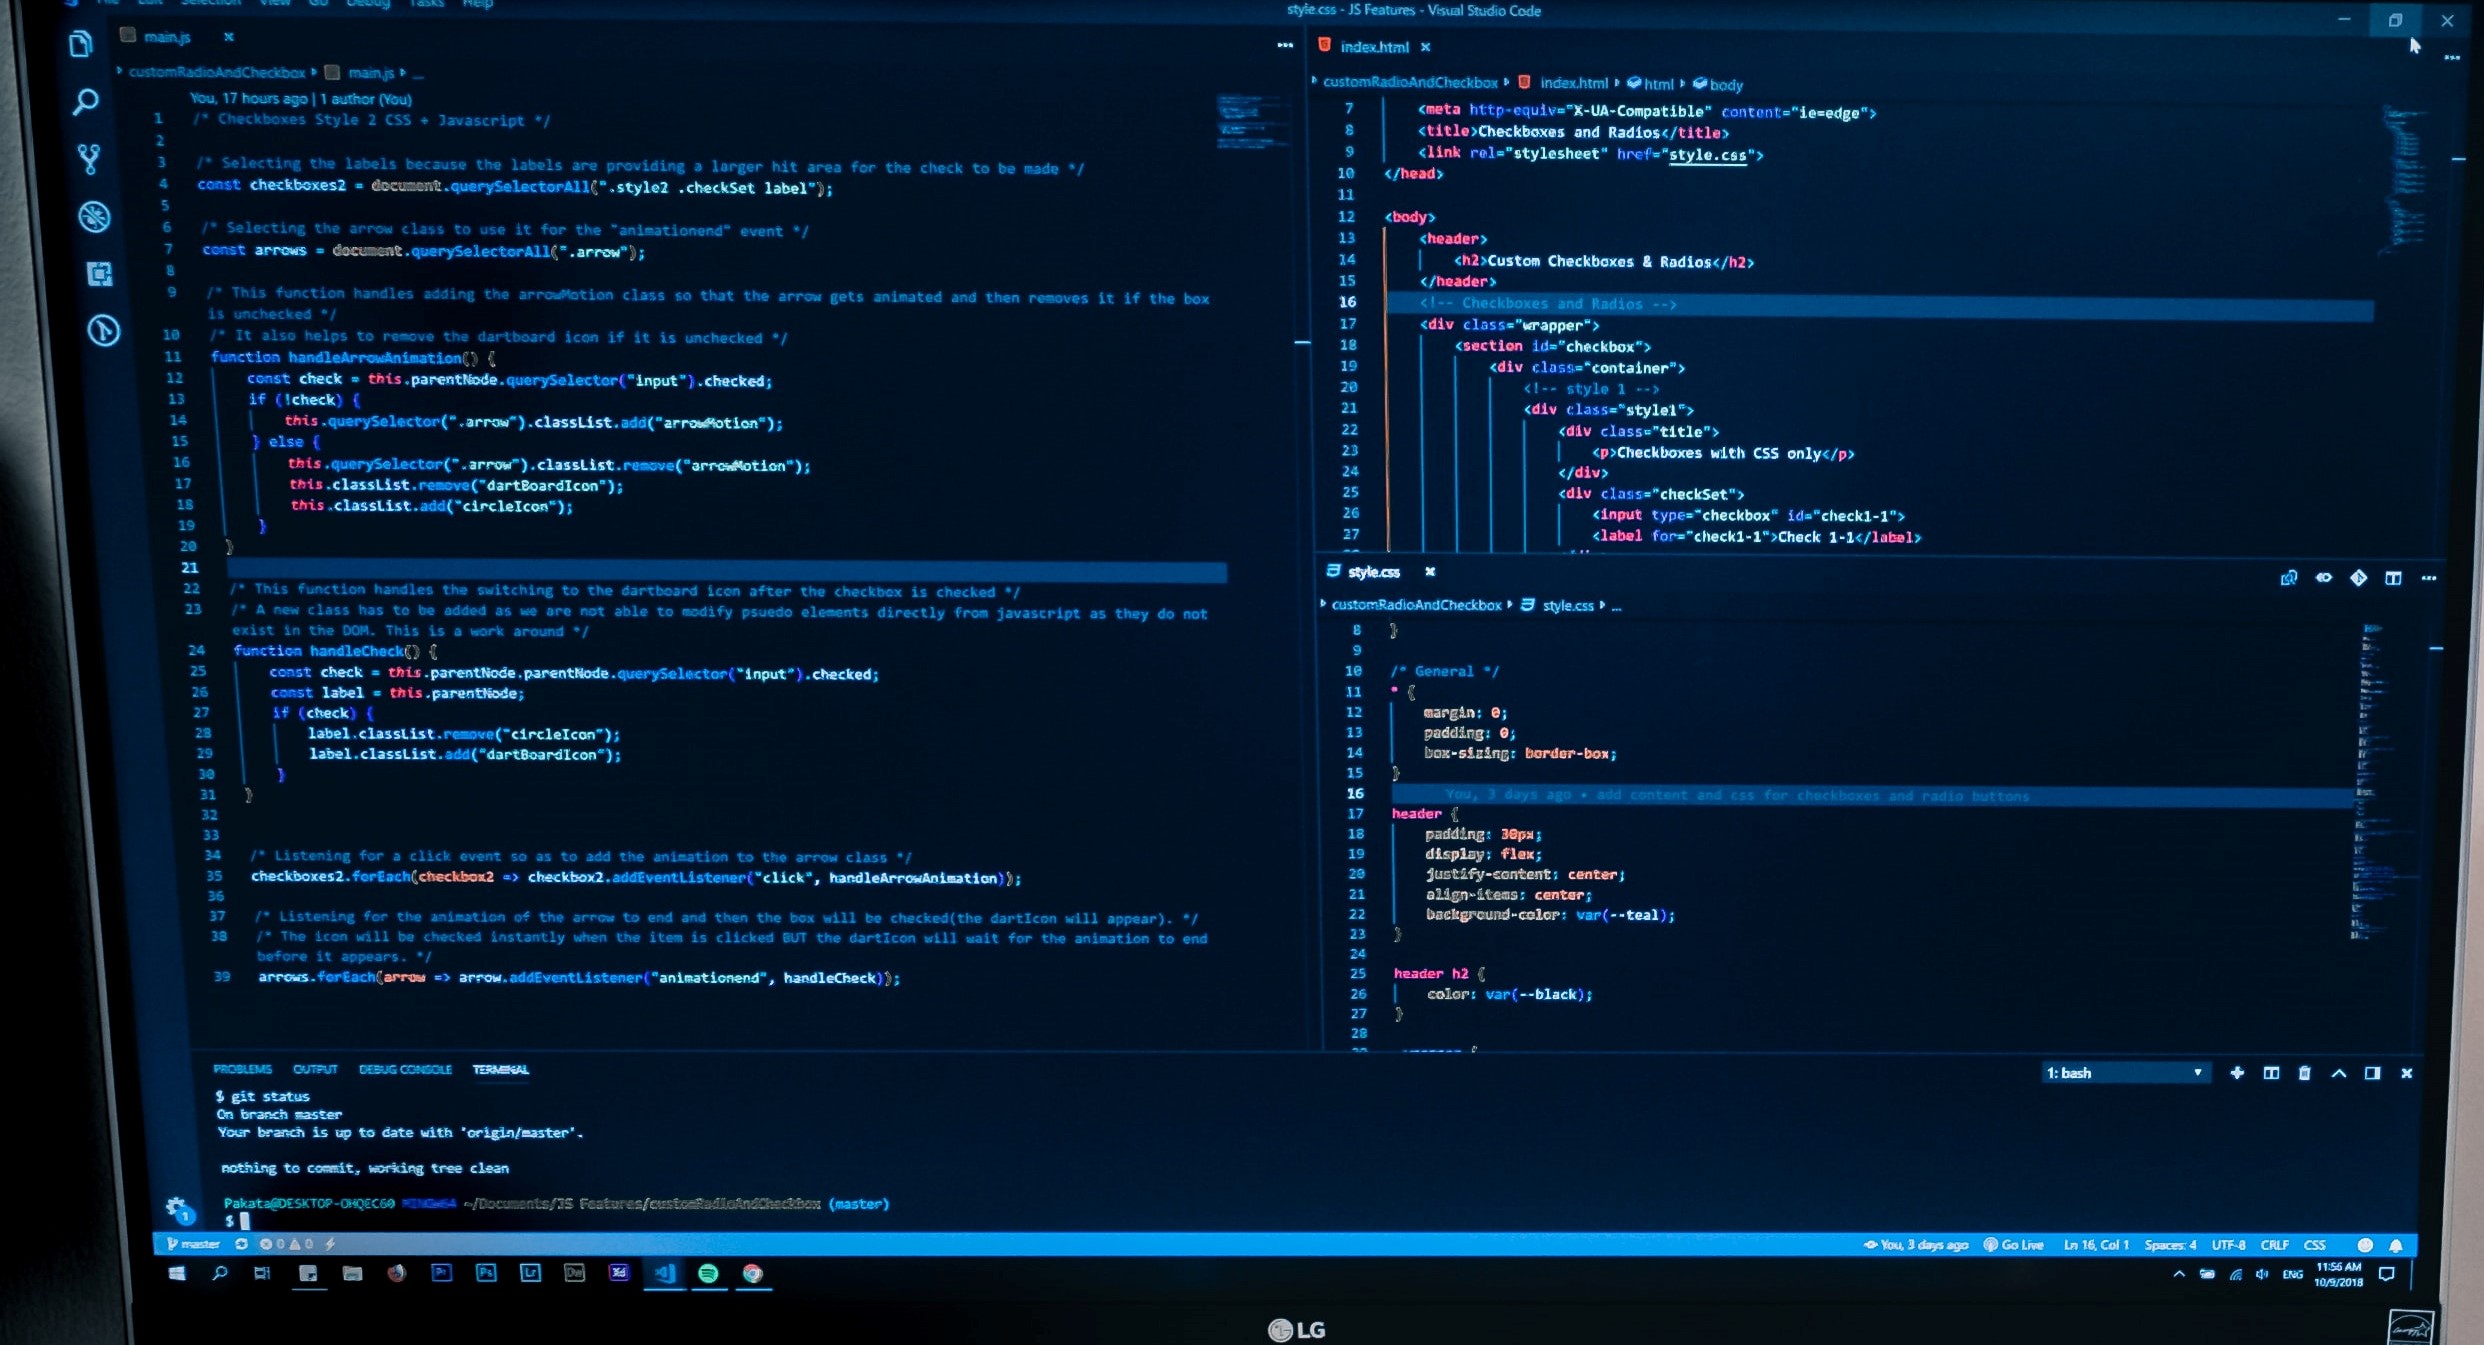 Selection View Go Debug Tasks Help
style.css - JS Features - Visual Studio Code
main.js
customRadioAndCheckbox main.js ...
You, 17 hours ago | 1 author (You)
1 /* Checkboxes Style 2 CSS + Javascript */
2
3 /* Selecting the labels because the labels are providing a larger hit area for the check to be made */
4 const checkboxes2 = document.querySelectorAll(".style2 .checkSet label");
5
6 /* Selecting the arrow class to use it for the "animationend" event */
7 const arrows = document.querySelectorAll(".arrow");
8
9 /* This function handles adding the arrowMotion class so that the arrow gets animated and then removes it if the box
is unchecked */
10 /* It also helps to remove the dartboard icon if it is unchecked */
11 function handleArrowAnimation() {
12 const check = this.parentNode.querySelector("input").checked;
13 if (!check) {
14 this.querySelector(".arrow").classList.add("arrowMotion");
15 } else {
16 this.querySelector(".arrow").classList.remove("arrowMotion");
17 this.classList.remove("dartBoardIcon");
18 this.classList.add("circleIcon");
19 }
20 }
21
22 /* This function handles the switching to the dartboard icon after the checkbox is checked */
23 /* A new class has to be added as we are not able to modify psuedo elements directly from javascript as they do not
exist in the DOM. This is a work around */
24 function handleCheck() {
25 const check = this.parentNode.parentNode.querySelector("input").checked;
26 const label = this.parentNode;
27 if (check) {
28 label.classList.remove("circleIcon");
29 label.classList.add("dartBoardIcon");
30 }
31 }
32
33
34 /* Listening for a click event so as to add the animation to the arrow class */
35 checkboxes2.forEach(checkbox2 => checkbox2.addEventListener("click", handleArrowAnimation));
36
37 /* Listening for the animation of the arrow to end and then the box will be checked(the dartIcon will appear). */
38 /* The icon will be checked instantly when the item is clicked BUT the dartIcon will wait for the animation to end
before it appears. */
39 arrows.forEach(arrow => arrow.addEventListener("animationend", handleCheck));
index.html
customRadioAndCheckbox index.html html body
7 <meta http-equiv="X-UA-Compatible" content="ie=edge">
8 <title>Checkboxes and Radios</title>
9 <link rel="stylesheet" href="style.css">
10 </head>
11
12 <body>
13 <header>
14 <h2>Custom Checkboxes & Radios</h2>
15 </header>
16 <!-- Checkboxes and Radios -->
17 <div class="wrapper">
18 <section id="checkbox">
19 <div class="container">
20 <!-- style 1 -->
21 <div class="style1">
22 <div class="title">
23 <p>Checkboxes with CSS only</p>
24 </div>
25 <div class="checkSet">
26 <input type="checkbox" id="check1-1">
27 <label for="check1-1">Check 1-1</label>
style.css
customRadioAndCheckbox style.css ...
8 }
9
10 /* General */
11 * {
12 margin: 0;
13 padding: 0;
14 box-sizing: border-box;
15 }
16 You, 3 days ago • add content and css for checkboxes and radio buttons
17 header {
18 padding: 30px;
19 display: flex;
20 justify-content: center;
21 align-items: center;
22 background-color: var(--teal);
23 }
24
25 header h2 {
26 color: var(--black);
27 }
28
PROBLEMS OUTPUT DEBUG CONSOLE TERMINAL
1: bash
$ git status
On branch master
Your branch is up to date with 'origin/master'.
nothing to commit, working tree clean
Pakata@DESKTOP-OHQEC60 MINGW64 ~/Documents/JS Features/customRadioAndCheckbox (master)
$
1
master 0 0
You, 3 days ago Go Live Ln 16, Col 1 Spaces: 4 UTF-8 CRLF CSS
Pr Ps Lr Dw Xd
ENG 11:56 AM
10/9/2018
LG